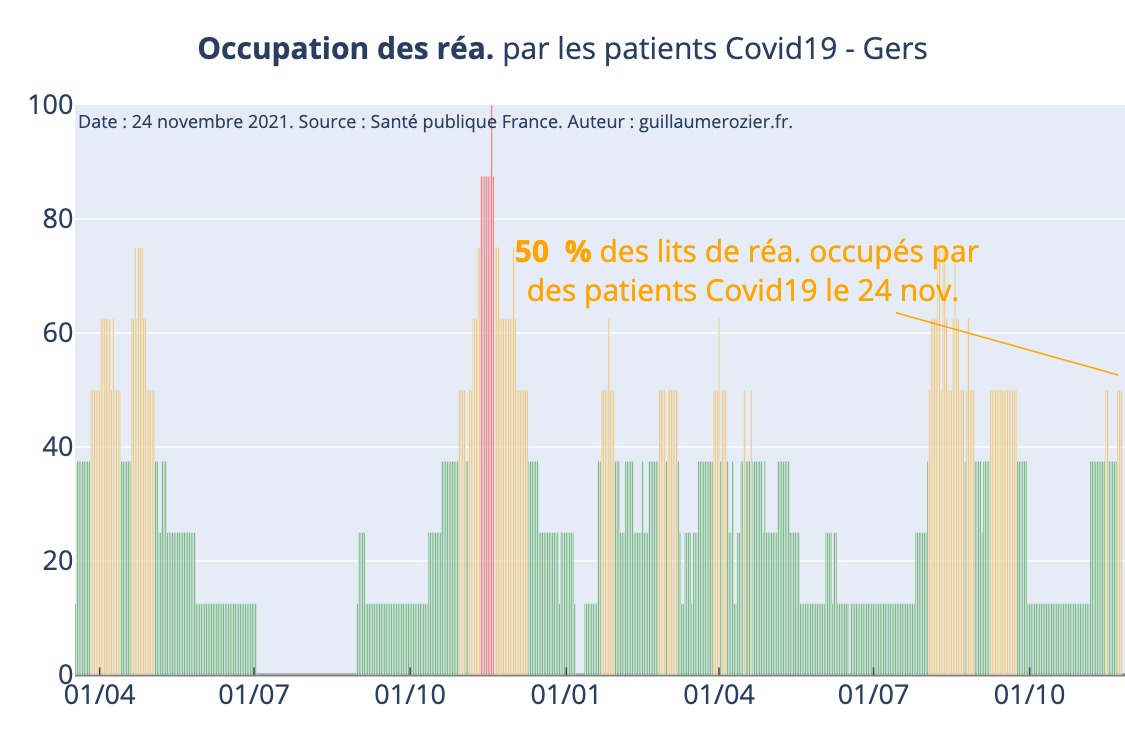 Occupation des réa. par les patients Covid19 - Gers
100
Date : 24 novembre 2021. Source : Santé publique France. Auteur : guillaumerozier.fr.
80
50 % des lits de réa. occupés par
des patients Covid19 le 24 nov.
60
40
20
0
01/04 01/07 01/10 01/01 01/04 01/07 01/10